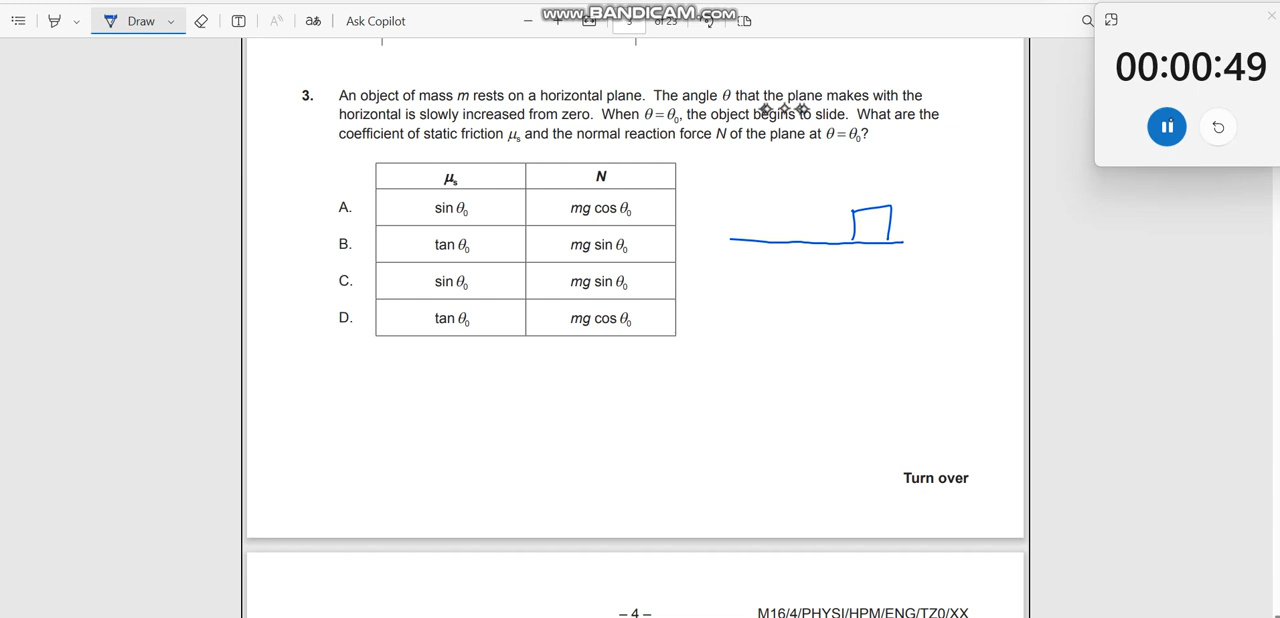 Draw
aあ
Ask Copilot
www.BANDICAM.com
00:00:49
3. An object of mass m rests on a horizontal plane. The angle θ that the plane makes with the
horizontal is slowly increased from zero. When θ = θ₀, the object begins to slide. What are the
coefficient of static friction μₛ and the normal reaction force N of the plane at θ = θ₀?
μₛ N
A. sin θ₀ mg cos θ₀
B. tan θ₀ mg sin θ₀
C. sin θ₀ mg sin θ₀
D. tan θ₀ mg cos θ₀
Turn over
– 4 – M16/4/PHYSI/HPM/ENG/TZ0/XX